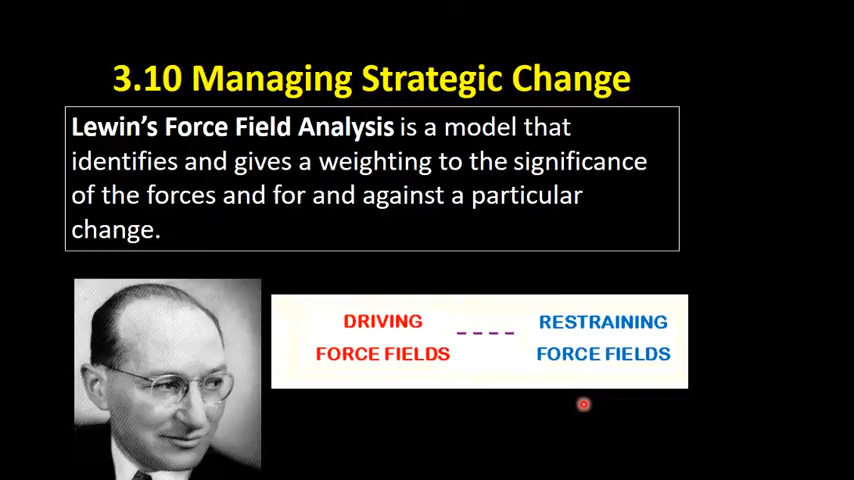 3.10 Managing Strategic Change
Lewin's Force Field Analysis is a model that
identifies and gives a weighting to the significance
of the forces and for and against a particular
change.
DRIVING
FORCE FIELDS
----
RESTRAINING
FORCE FIELDS